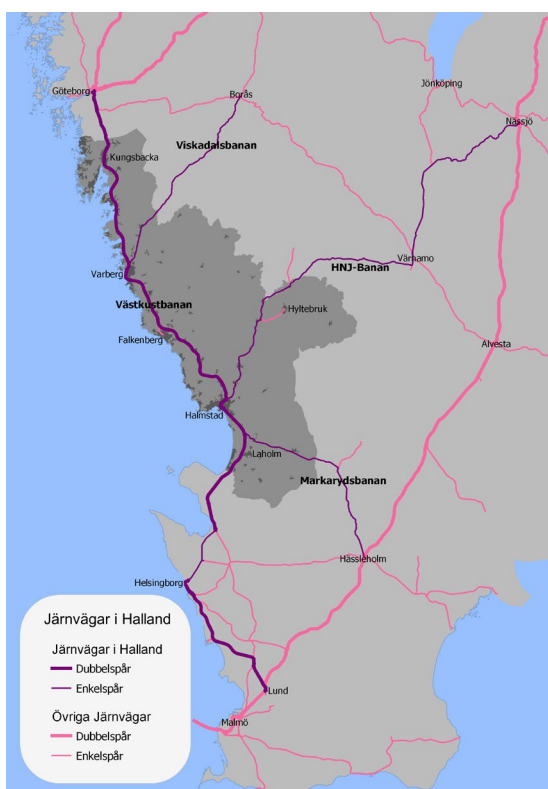 Göteborg
Borås
Jönköping
Nässjö
Viskadalsbanan
Kungsbacka
Värnamo
HNJ-Banan
Varberg
Västkustbanan
Hyltebruk
Falkenberg
Alvesta
Halmstad
Laholm
Markarydsbanan
Hässleholm
Helsingborg
Järnvägar i Halland
Järnvägar i Halland
Dubbelspår
Enkelspår
Övriga Järnvägar
Dubbelspår
Enkelspår
Lund
Malmö